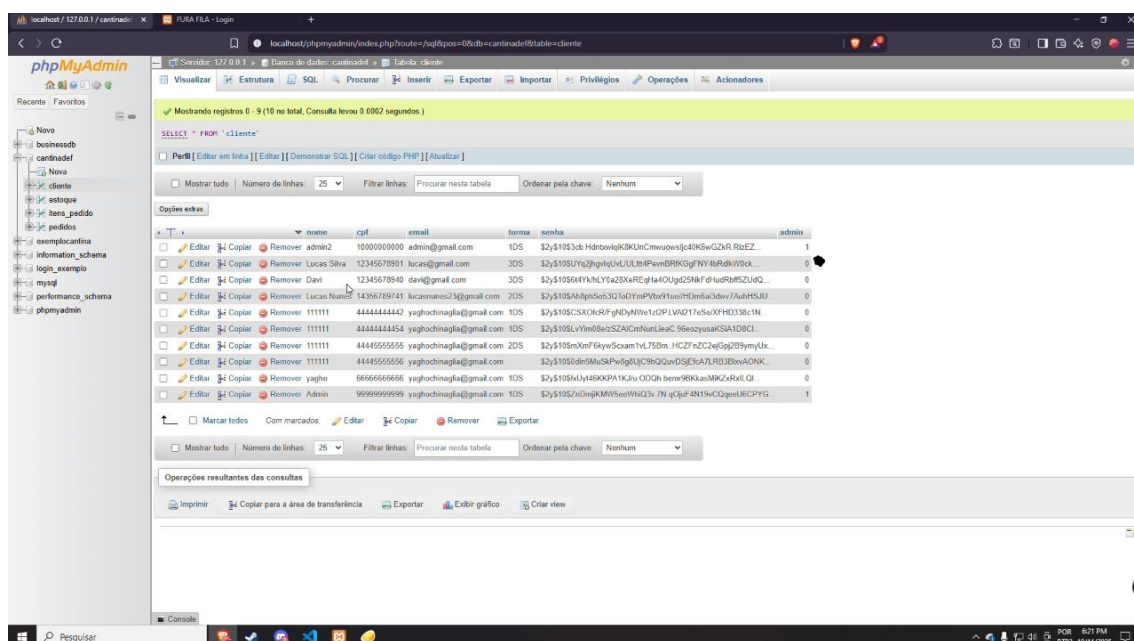 localhost / 127.0.0.1 / cantinadef
FURA FILA - Login
localhost/phpmyadmin/index.php?route=/sql&pos=0&db=cantinadef&table=cliente
phpMyAdmin
Recente Favoritos
Novo
businessdb
cantinadef
Nova
cliente
estoque
itens_pedido
pedidos
exemplocantina
information_schema
login_exemplo
mysql
performance_schema
phpmyadmin
Servidor: 127.0.0.1 » Banco de dados: cantinadef » Tabela: cliente
Visualizar Estrutura SQL Procurar Inserir Exportar Importar Privilégios Operações Acionadores
Mostrando registros 0 - 9 (10 no total, Consulta levou 0.0002 segundos.)
SELECT * FROM `cliente`
Perfil [ Editar em linha ] [ Editar ] [ Demonstrar SQL ] [ Criar código PHP ] [ Atualizar ]
Mostrar tudo Número de linhas: 25 Filtrar linhas: Procurar nesta tabela Ordenar pela chave: Nenhum
Opções extras
nome cpf email turma senha admin
Editar Copiar Remover admin2 10000000000 admin@gmail.com 1DS 1
Editar Copiar Remover Lucas Silva 12345678901 lucas@gmail.com 3DS 0
Editar Copiar Remover Davi 12345678940 davi@gmail.com 3DS 0
Editar Copiar Remover Lucas Nunes 14356789741 lucasnunes23@gmail.com 2DS 0
Editar Copiar Remover 111111 44444444442 yaghochinaglia@gmail.com 1DS 0
Editar Copiar Remover 111111 44444444454 yaghochinaglia@gmail.com 1DS 0
Editar Copiar Remover 111111 44445555555 yaghochinaglia@gmail.com 2DS 0
Editar Copiar Remover 111111 44445555556 yaghochinaglia@gmail.com 0
Editar Copiar Remover yagho 66666666666 yaghochinaglia@gmail.com 1DS 0
Editar Copiar Remover Admin 99999999999 yaghochinaglia@gmail.com 1DS 1
Marcar todos Com marcados: Editar Copiar Remover Exportar
Mostrar tudo Número de linhas: 25 Filtrar linhas: Procurar nesta tabela Ordenar pela chave: Nenhum
Operações resultantes das consultas
Imprimir Copiar para a área de transferência Exportar Exibir gráfico Criar view
Console
Pesquisar
POR 6:21 PM